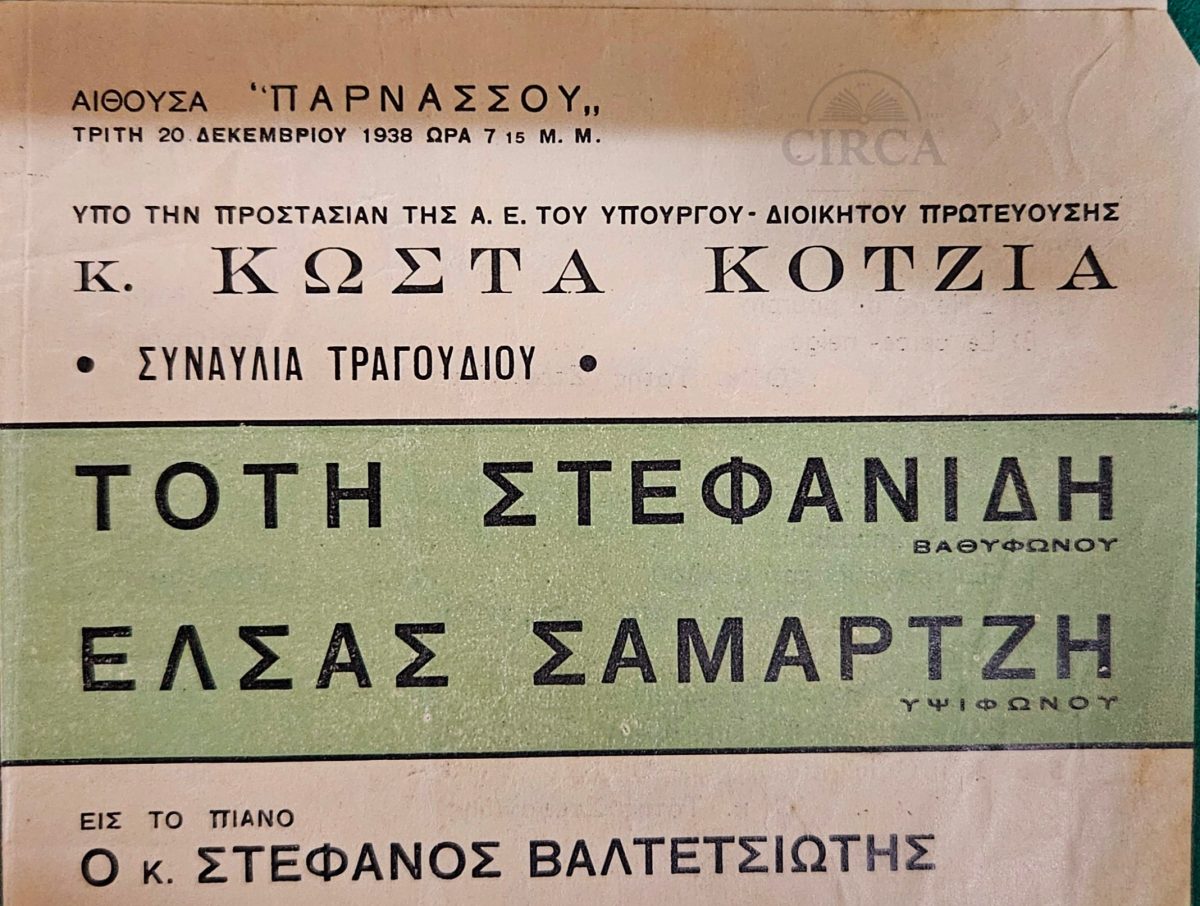 ΑΙΘΟΥΣΑ "ΠΑΡΝΑΣΣΟΥ„
ΤΡΙΤΗ 20 ΔΕΚΕΜΒΡΙΟΥ 1938 ΩΡΑ 7 15 Μ. Μ.
CIRCA
ΥΠΟ ΤΗΝ ΠΡΟΣΤΑΣΙΑΝ ΤΗΣ Α. Ε. ΤΟΥ ΥΠΟΥΡΓΟΥ - ΔΙΟΙΚΗΤΟΥ ΠΡΩΤΕΥΟΥΣΗΣ
Κ. ΚΩΣΤΑ ΚΟΤΖΙΑ
• ΣΥΝΑΥΛΙΑ ΤΡΑΓΟΥΔΙΟΥ •
ΤΟΤΗ ΣΤΕΦΑΝΙΔΗ
ΒΑΘΥΦΩΝΟΥ
ΕΛΣΑΣ ΣΑΜΑΡΤΖΗ
ΥΨΙΦΩΝΟΥ
ΕΙΣ ΤΟ ΠΙΑΝΟ
Ο κ. ΣΤΕΦΑΝΟΣ ΒΑΛΤΕΤΣΙΩΤΗΣ